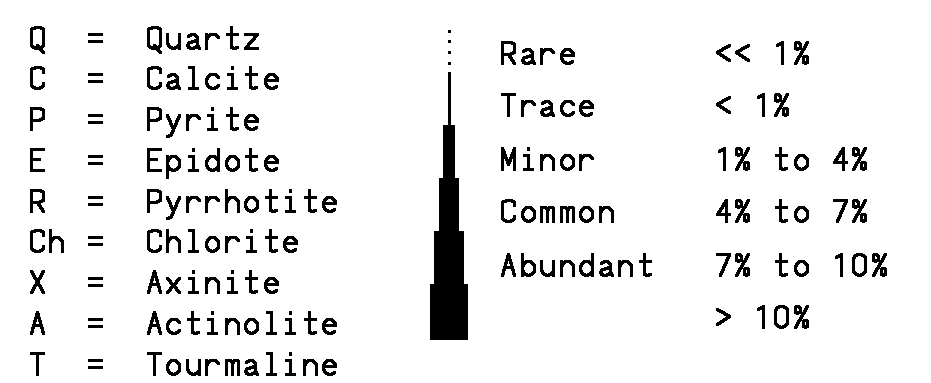 Q = Quartz
C = Calcite
P = Pyrite
E = Epidote
R = Pyrrhotite
Ch = Chlorite
X = Axinite
A = Actinolite
T = Tourmaline
Rare << 1%
Trace < 1%
Minor 1% to 4%
Common 4% to 7%
Abundant 7% to 10%
> 10%